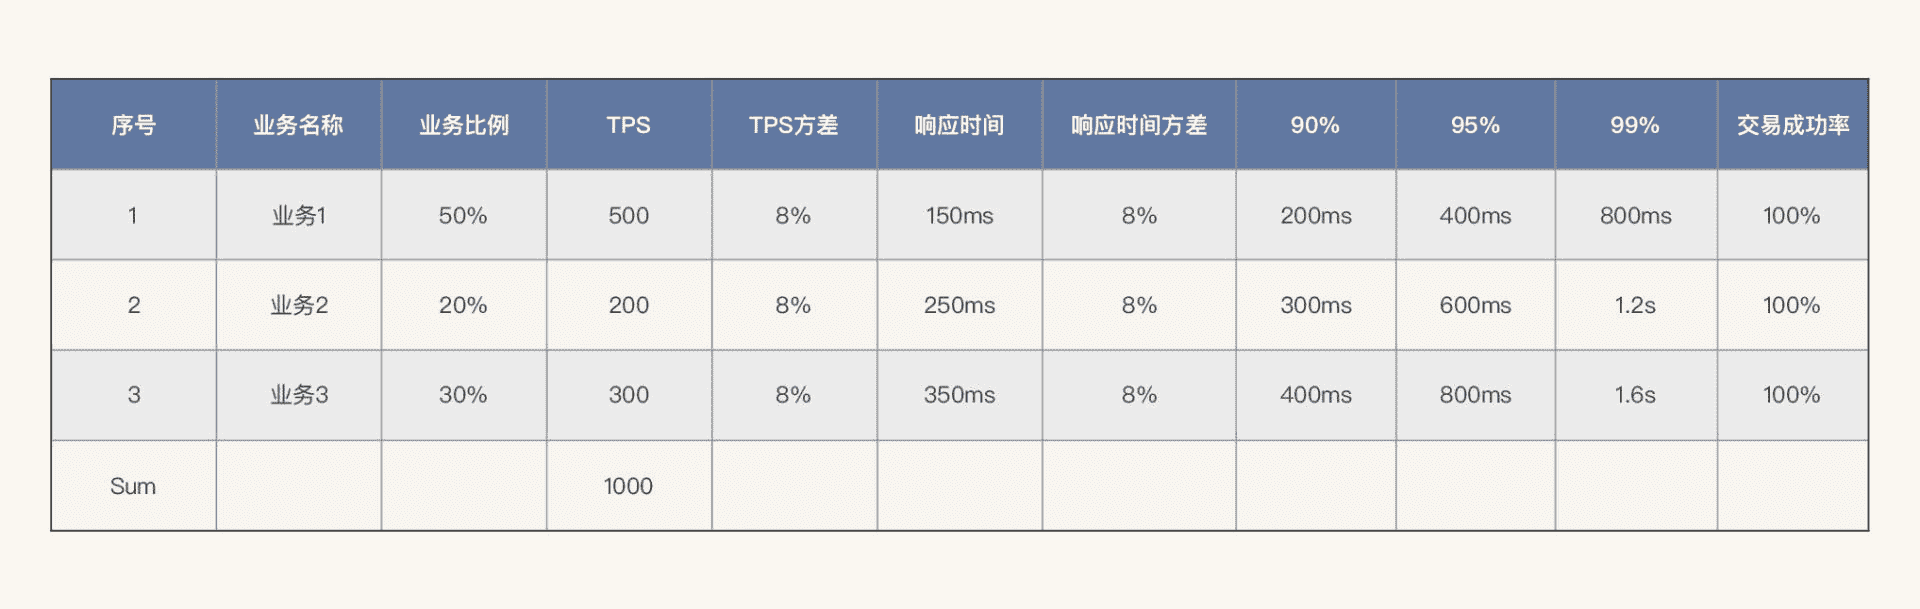 序号 业务名称 业务比例 TPS TPS方差 响应时间 响应时间方差 90% 95% 99% 交易成功率
1 业务1 50% 500 8% 150ms 8% 200ms 400ms 800ms 100%
2 业务2 20% 200 8% 250ms 8% 300ms 600ms 1.2s 100%
3 业务3 30% 300 8% 350ms 8% 400ms 800ms 1.6s 100%
Sum 1000